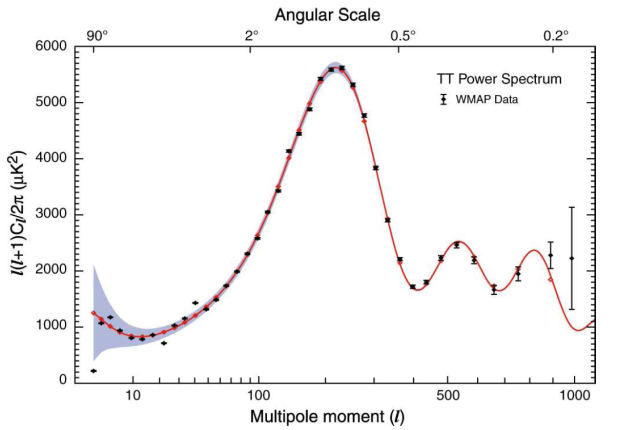 Angular Scale
90° 2° 0.5° 0.2°
6000
TT Power Spectrum
WMAP Data
5000
4000
3000
2000
1000
0
l(l+1)Cl/2π (μK²)
10 100 500 1000
Multipole moment (l)